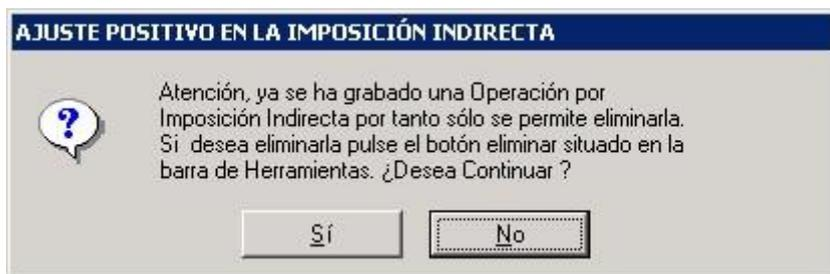 AJUSTE POSITIVO EN LA IMPOSICIÓN INDIRECTA
Atención, ya se ha grabado una Operación por
Imposición Indirecta por tanto sólo se permite eliminarla.
Si desea eliminarla pulse el botón eliminar situado en la
barra de Herramientas. ¿Desea Continuar ?
Sí
No